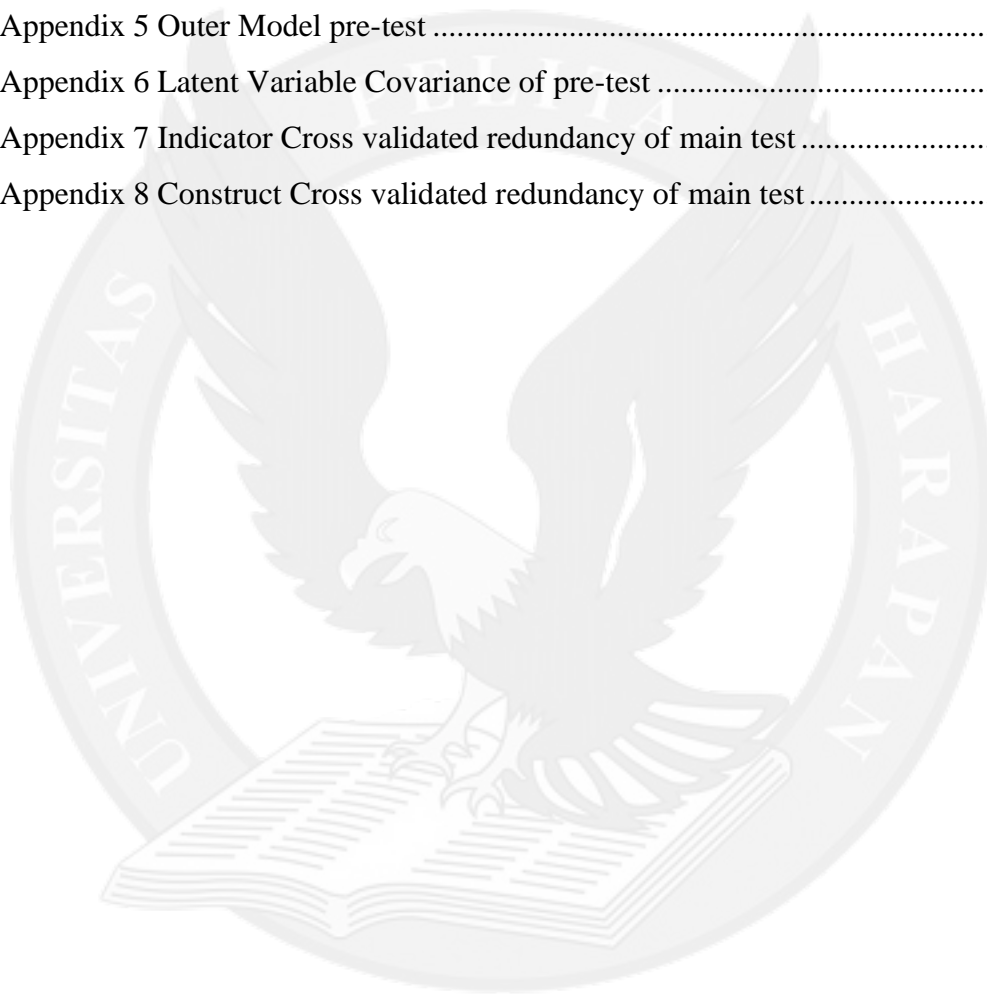 Appendix 5 Outer Model pre-test ......................................................................................
Appendix 6 Latent Variable Covariance of pre-test ....................................................
Appendix 7 Indicator Cross validated redundancy of main test .............................
Appendix 8 Construct Cross validated redundancy of main test ............................
UNIVERSITAS PELITA HARAPAN